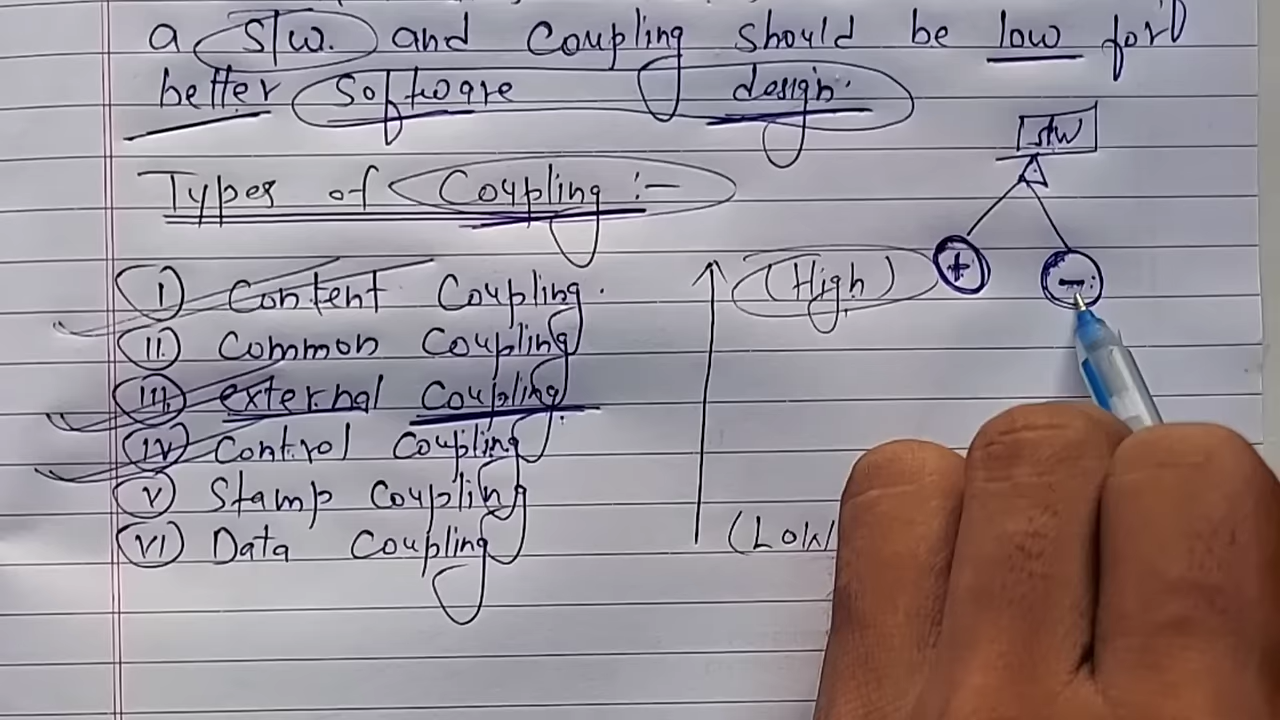 a S/w. and Coupling should be low for
better Software design.
s/w
Types of Coupling :-
+ -
(i) Content Coupling. (High)
(ii) Common Coupling
(iii) external Coupling
(iv) Control Coupling
(v) Stamp Coupling
(vi) Data Coupling (Low